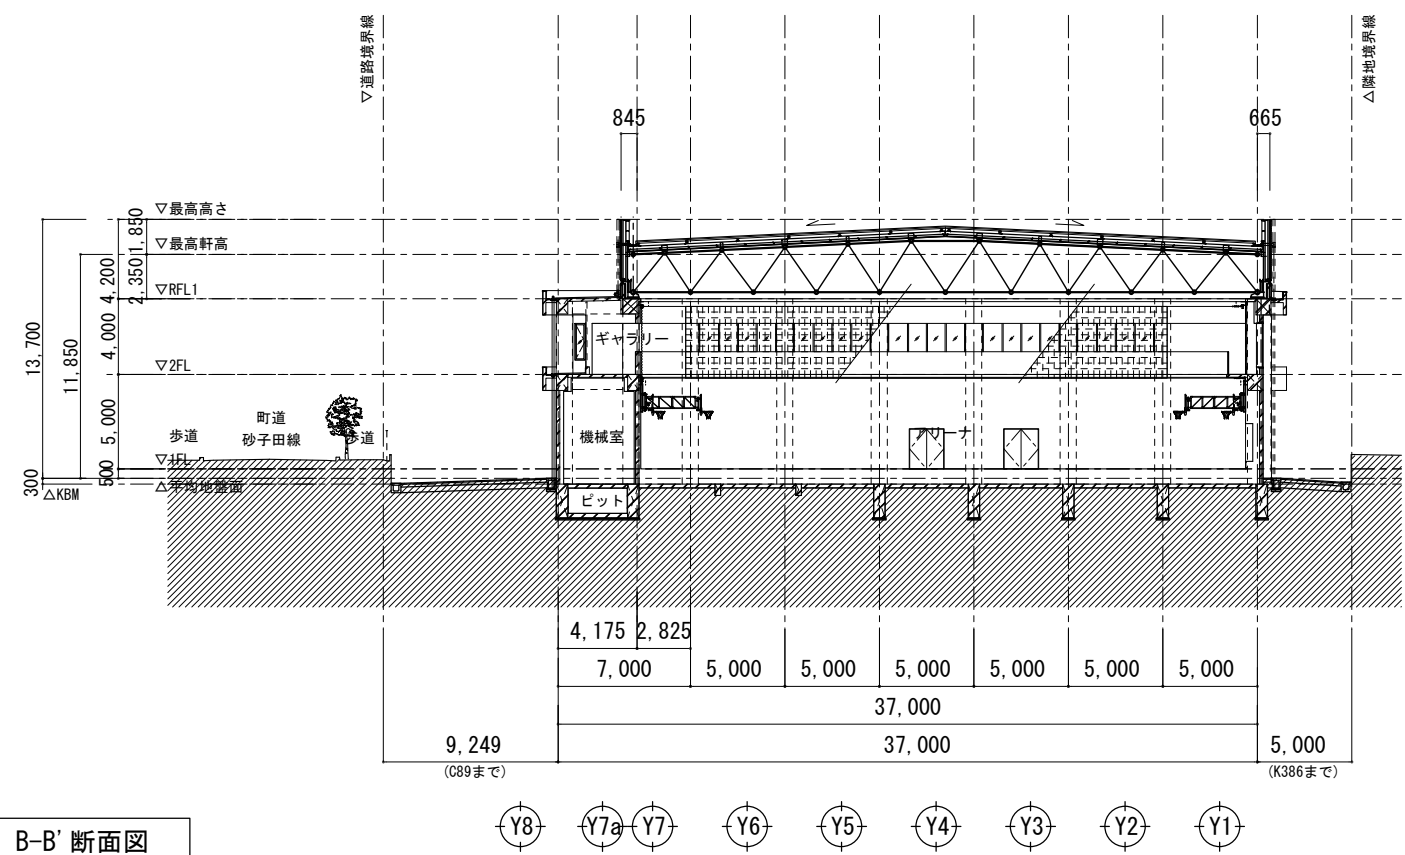 ▽道路境界線
△隣地境界線
845
665
▽最高高さ
▽最高軒高
▽RFL1
▽2FL
▽1FL
△平均地盤面
△KBM
1,850
2,350
4,200
4,000
5,000
500
11,850
13,700
300
ギャラリー
機械室
アリーナ
ピット
歩道
町道
砂子田線
歩道
4,175
2,825
7,000
5,000
5,000
5,000
5,000
5,000
5,000
37,000
9,249
37,000
5,000
(C89まで)
(K386まで)
Y8
Y7a
Y7
Y6
Y5
Y4
Y3
Y2
Y1
B-B' 断面図